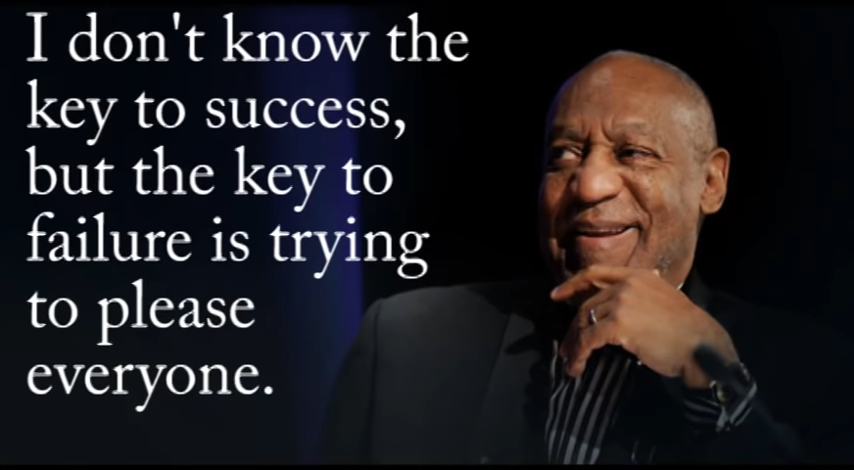 I don't know the
key to success,
but the key to
failure is trying
to please
everyone.